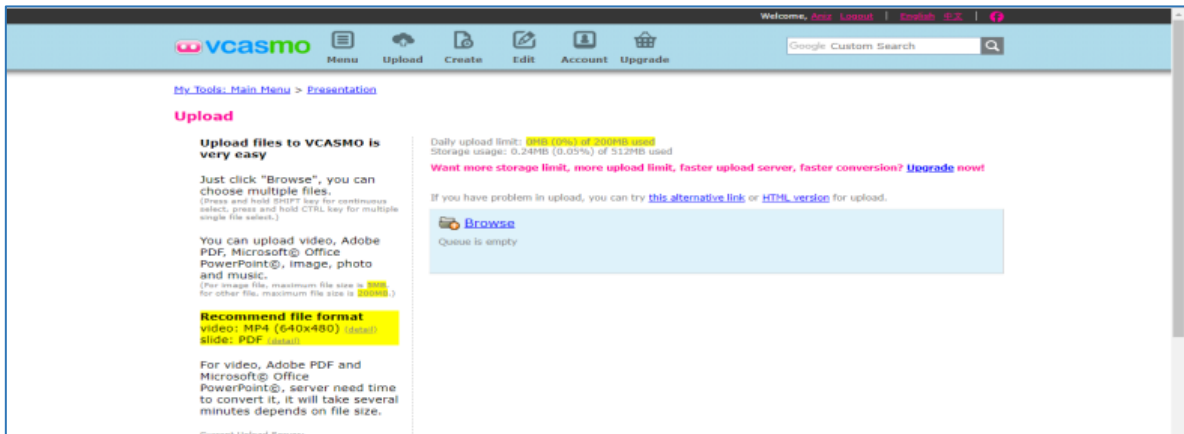 Welcome, Aniz Logout | English 中文 |
vcasmo
Menu Upload Create Edit Account Upgrade
Google Custom Search
My Tools: Main Menu > Presentation
Upload
Upload files to VCASMO is
very easy
Just click "Browse", you can
choose multiple files.
(Press and hold SHIFT key for continuous
select, press and hold CTRL key for multiple
single file select.)
You can upload video, Adobe
PDF, Microsoft© Office
PowerPoint©, image, photo
and music.
(For image file, maximum file size is 5MB,
for other file, maximum file size is 200MB.)
Recommend file format
video: MP4 (640x480) (detail)
slide: PDF (detail)
For video, Adobe PDF and
Microsoft© Office
PowerPoint©, server need time
to convert it, it will take several
minutes depends on file size.
Daily upload limit: 0MB (0%) of 200MB used
Storage usage: 0.24MB (0.05%) of 512MB used
Want more storage limit, more upload limit, faster upload server, faster conversion? Upgrade now!
If you have problem in upload, you can try this alternative link or HTML version for upload.
Browse
Queue is empty